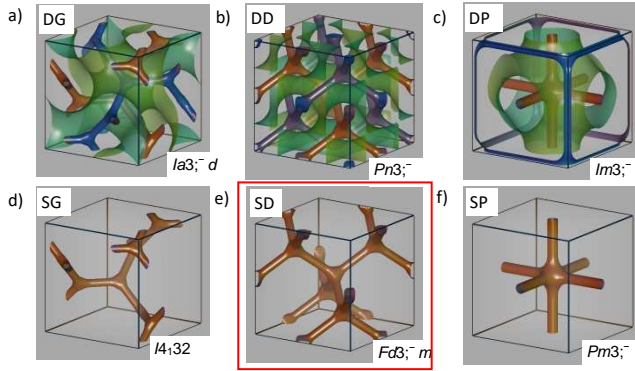 a) DG
b) DD
c) DP
Ia3;‾ d
Pn3;‾
Im3;‾
d) SG
e) SD
f) SP
I4₁32
Fd3;‾ m
Pm3;‾